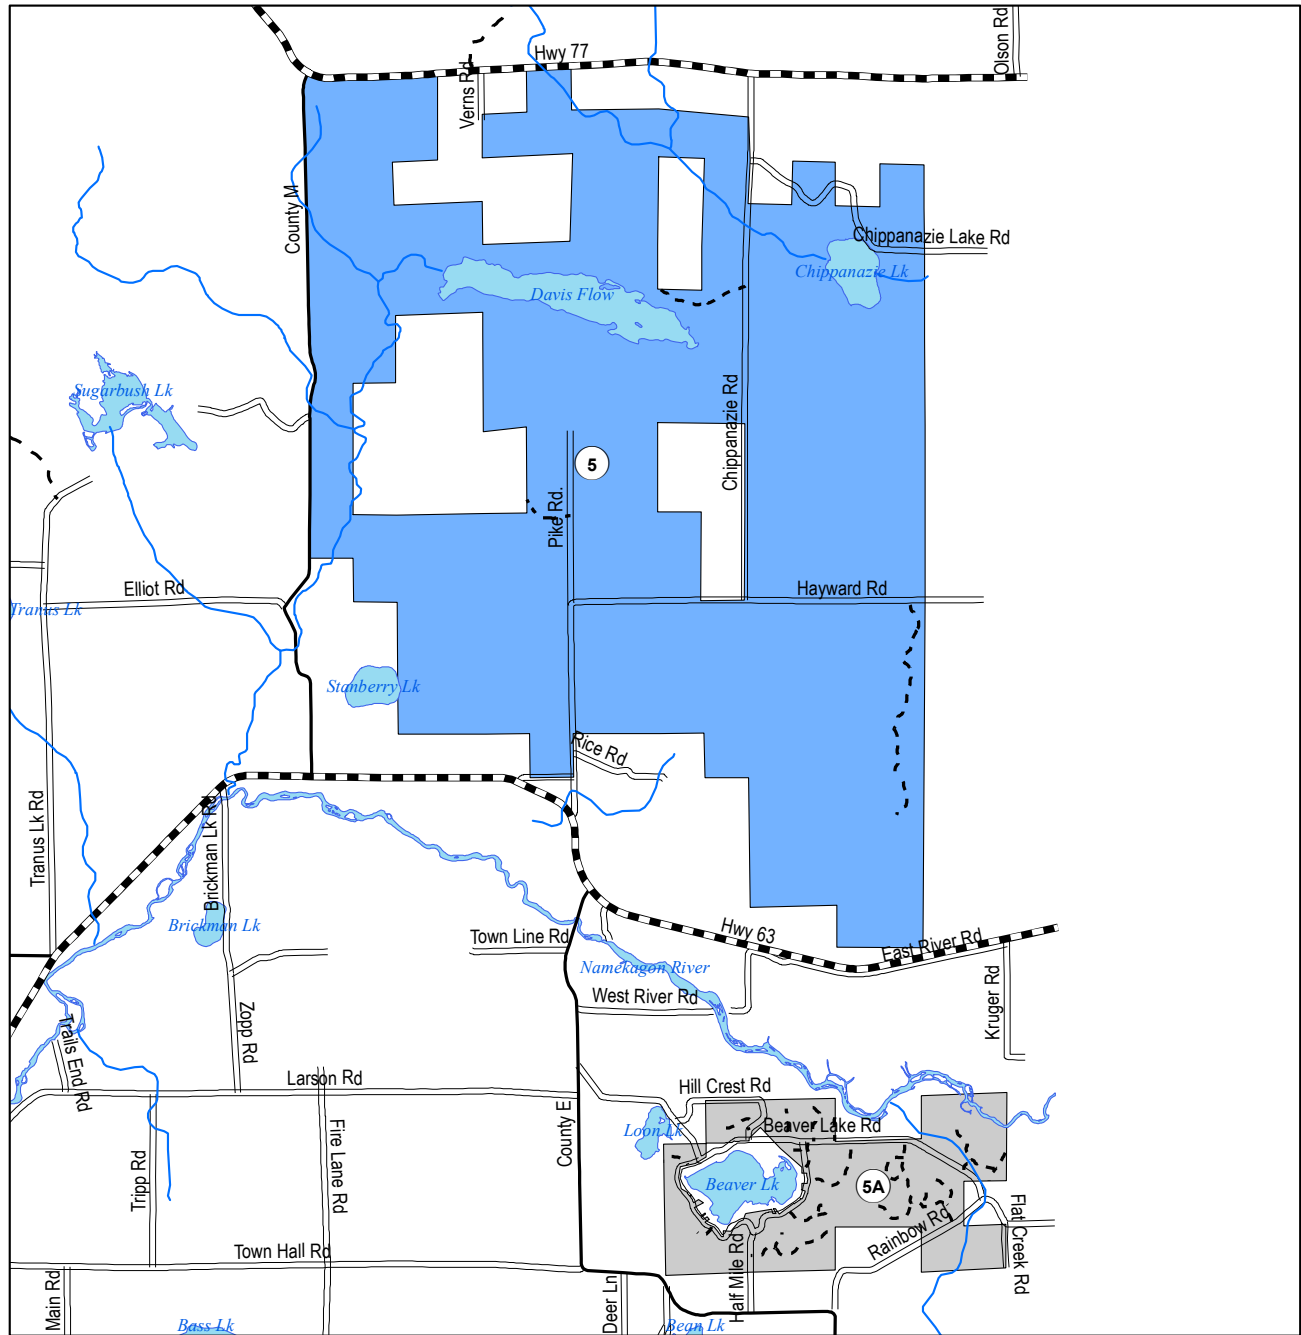 Olson Rd
Hwy 77
Verns Rd
County M
Chippanazie Lake Rd
Chippanazie Lk
Davis Flow
Sugarbush Lk
Chippanazie Rd
5
Pike Rd.
Elliot Rd
Hayward Rd
Tranus Lk
Stanberry Lk
Rice Rd
Tranus Lk Rd
Brickman Lk Rd
Brickman Lk
Town Line Rd
Hwy 63
East River Rd
Namekagon River
West River Rd
Kruger Rd
Zopp Rd
Trails End Rd
Larson Rd
Hill Crest Rd
County E
Loon Lk
Beaver Lake Rd
Fire Lane Rd
Tripp Rd
Beaver Lk
5A
Flat Creek Rd
Rainbow Rd
Half Mile Rd
Town Hall Rd
Main Rd
Deer Ln
Bass Lk
Bean Lk